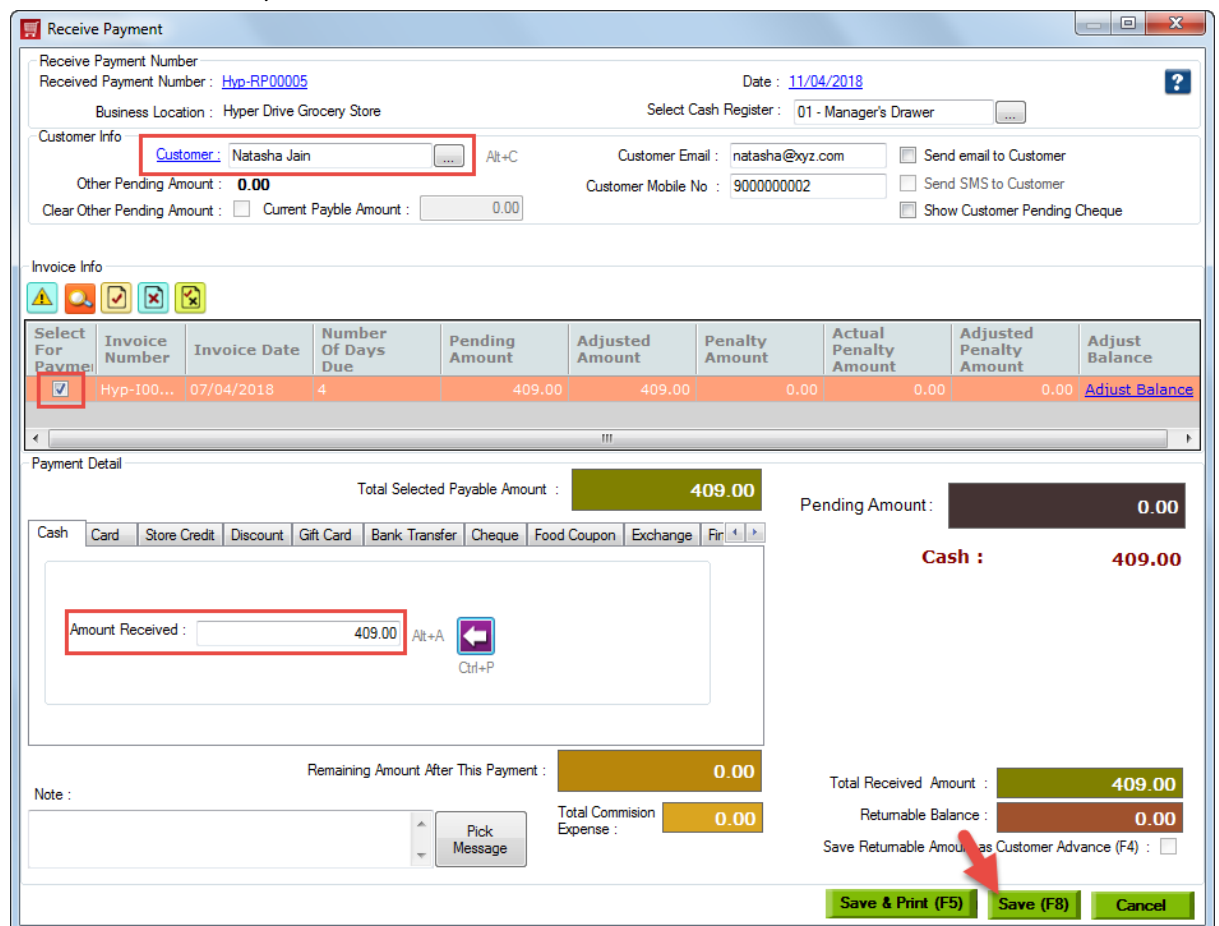 Receive Payment
Receive Payment Number
Received Payment Number : Hyp-RP00005 Date : 11/04/2018
Business Location : Hyper Drive Grocery Store Select Cash Register : 01 - Manager's Drawer ...
Customer Info
Customer : Natasha Jain ... Alt+C Customer Email : natasha@xyz.com Send email to Customer
Other Pending Amount : 0.00 Customer Mobile No : 9000000002 Send SMS to Customer
Clear Other Pending Amount : Current Payble Amount : 0.00 Show Customer Pending Cheque
Invoice Info
Select For Invoice Number Invoice Date Number Of Days Due Pending Amount Adjusted Amount Penalty Amount Actual Penalty Amount Adjusted Penalty Amount Adjust Balance
Hyp-I00... 07/04/2018 4 409.00 409.00 0.00 0.00 0.00 Adjust Balance
Payment Detail
Total Selected Payable Amount : 409.00 Pending Amount : 0.00
Cash Card Store Credit Discount Gift Card Bank Transfer Cheque Food Coupon Exchange
Cash : 409.00
Amount Received : 409.00 Alt+A
Ctrl+P
Remaining Amount After This Payment : 0.00 Total Received Amount : 409.00
Note :
Pick Message Total Commision Expense : 0.00 Returnable Balance : 0.00
Save Returnable as Customer Advance (F4) :
Save & Print (F5) Save (F8) Cancel